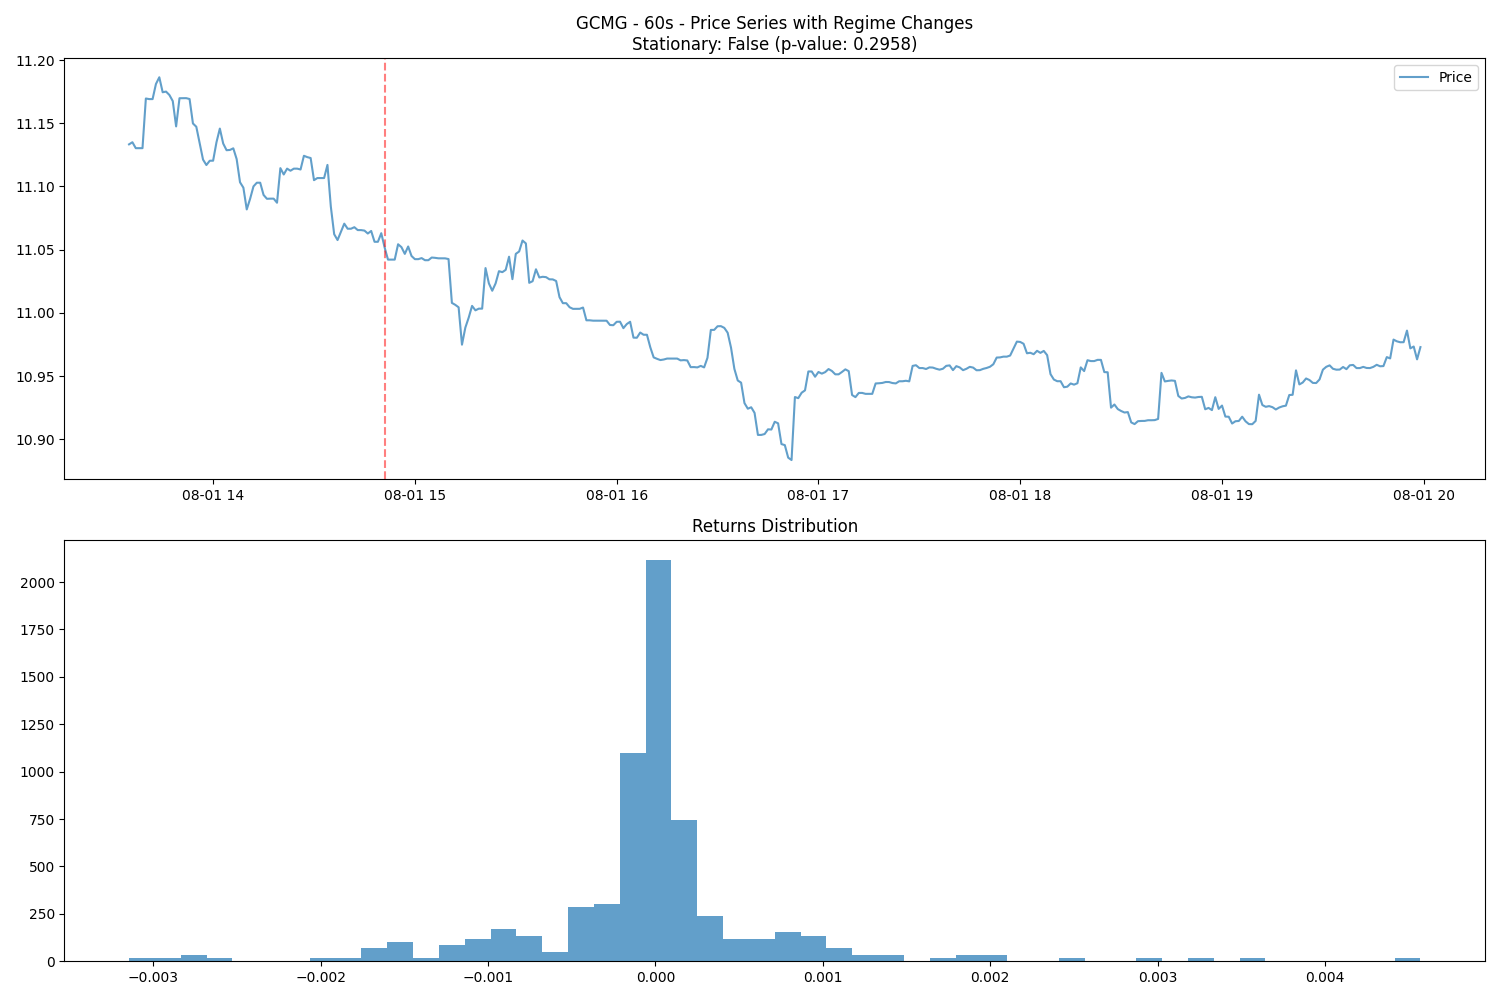 GCMG - 60s - Price Series with Regime Changes
Stationary: False (p-value: 0.2958)
Price
11.20
11.15
11.10
11.05
11.00
10.95
10.90
08-01 14 08-01 15 08-01 16 08-01 17 08-01 18 08-01 19 08-01 20
Returns Distribution
2000
1750
1500
1250
1000
750
500
250
0
−0.003 −0.002 −0.001 0.000 0.001 0.002 0.003 0.004